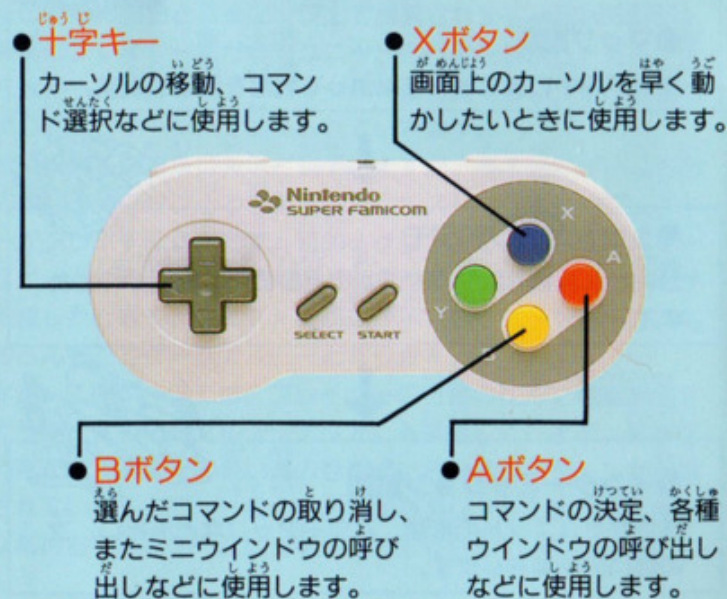 ●十字キー
カーソルの移動、コマン
ド選択などに使用します。
●Xボタン
画面上のカーソルを早く動
かしたいときに使用します。
Nintendo
SUPER FAMICOM
X
A
Y
B
SELECT START
●Bボタン
選んだコマンドの取り消し、
またミニウインドウの呼び
出しなどに使用します。
●Aボタン
コマンドの決定、各種
ウインドウの呼び出し
などに使用します。